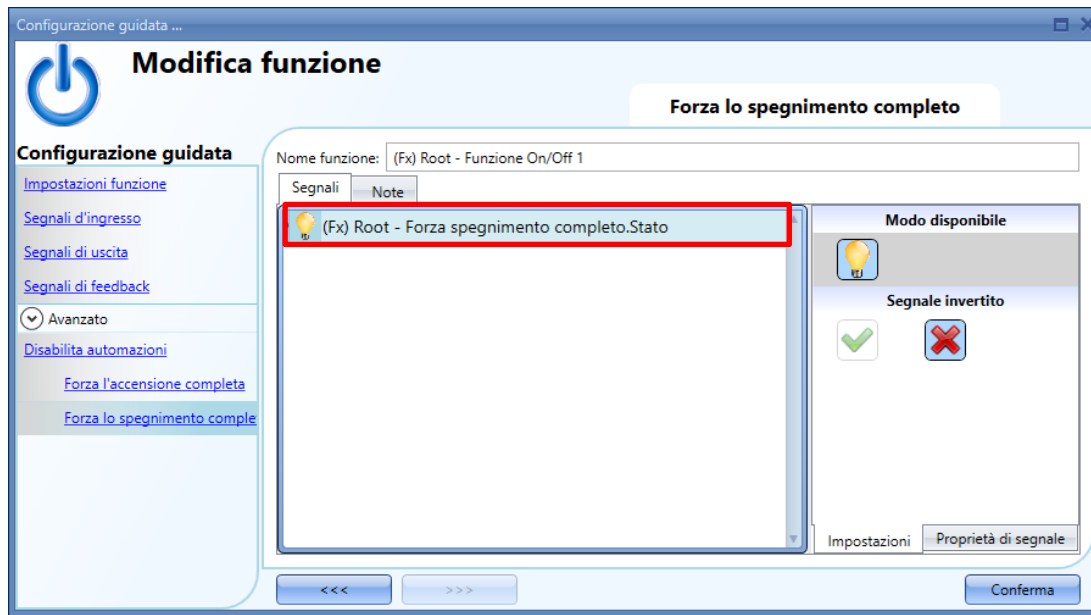 Configurazione guidata ...
Modifica funzione
Forza lo spegnimento completo
Configurazione guidata
Impostazioni funzione
Segnali d'ingresso
Segnali di uscita
Segnali di feedback
Avanzato
Disabilita automazioni
Forza l'accensione completa
Forza lo spegnimento comple
Nome funzione: (Fx) Root - Funzione On/Off 1
Segnali Note
(Fx) Root - Forza spegnimento completo.Stato
Modo disponibile
Segnale invertito
Impostazioni Proprietà di segnale
<<< >>> Conferma